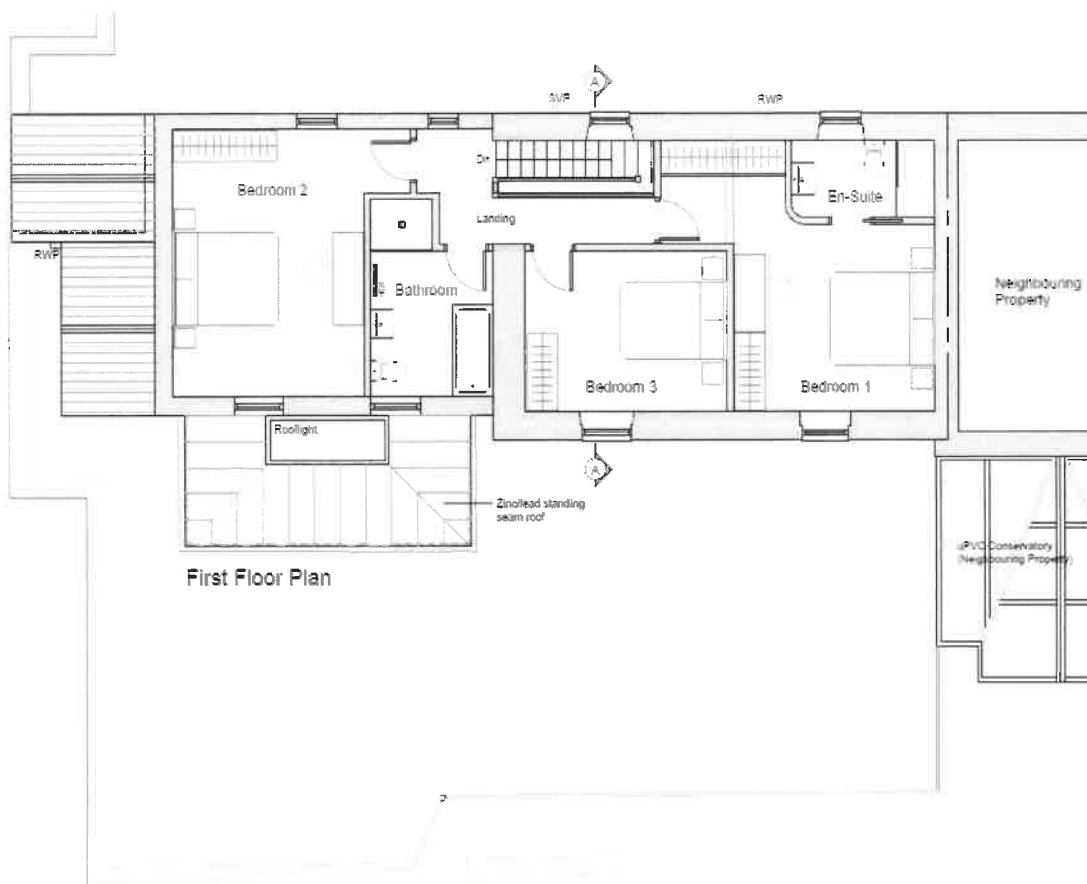 A
SVP
RWP
Bedroom 2
Dn
En-Suite
Landing
RWP
Bathroom
Neighbouring
Property
Bedroom 3
Bedroom 1
Rooflight
A
Zinc/lead standing
seam roof
uPVC Conservatory
(Neighbouring Property)
First Floor Plan